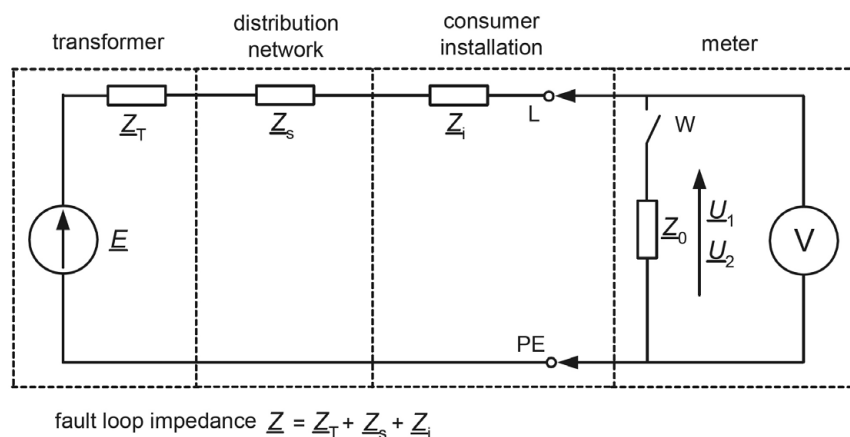 transformer
distribution
network
consumer
installation
meter
Z_T
Z_s
Z_i
L
W
E
Z_0
U_1
U_2
V
PE
fault loop impedance Z = Z_T + Z_s + Z_i